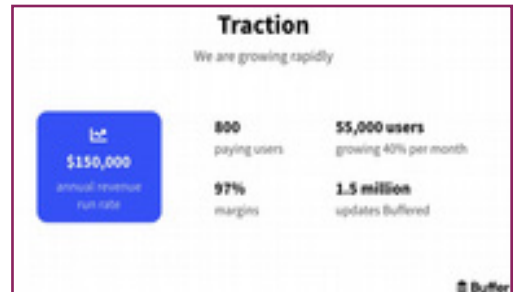 Traction
We are growing rapidly
$150,000
annual revenue
run rate
800
paying users
55,000 users
growing 40% per month
97%
margins
1.5 million
updates Buffered
Buffer